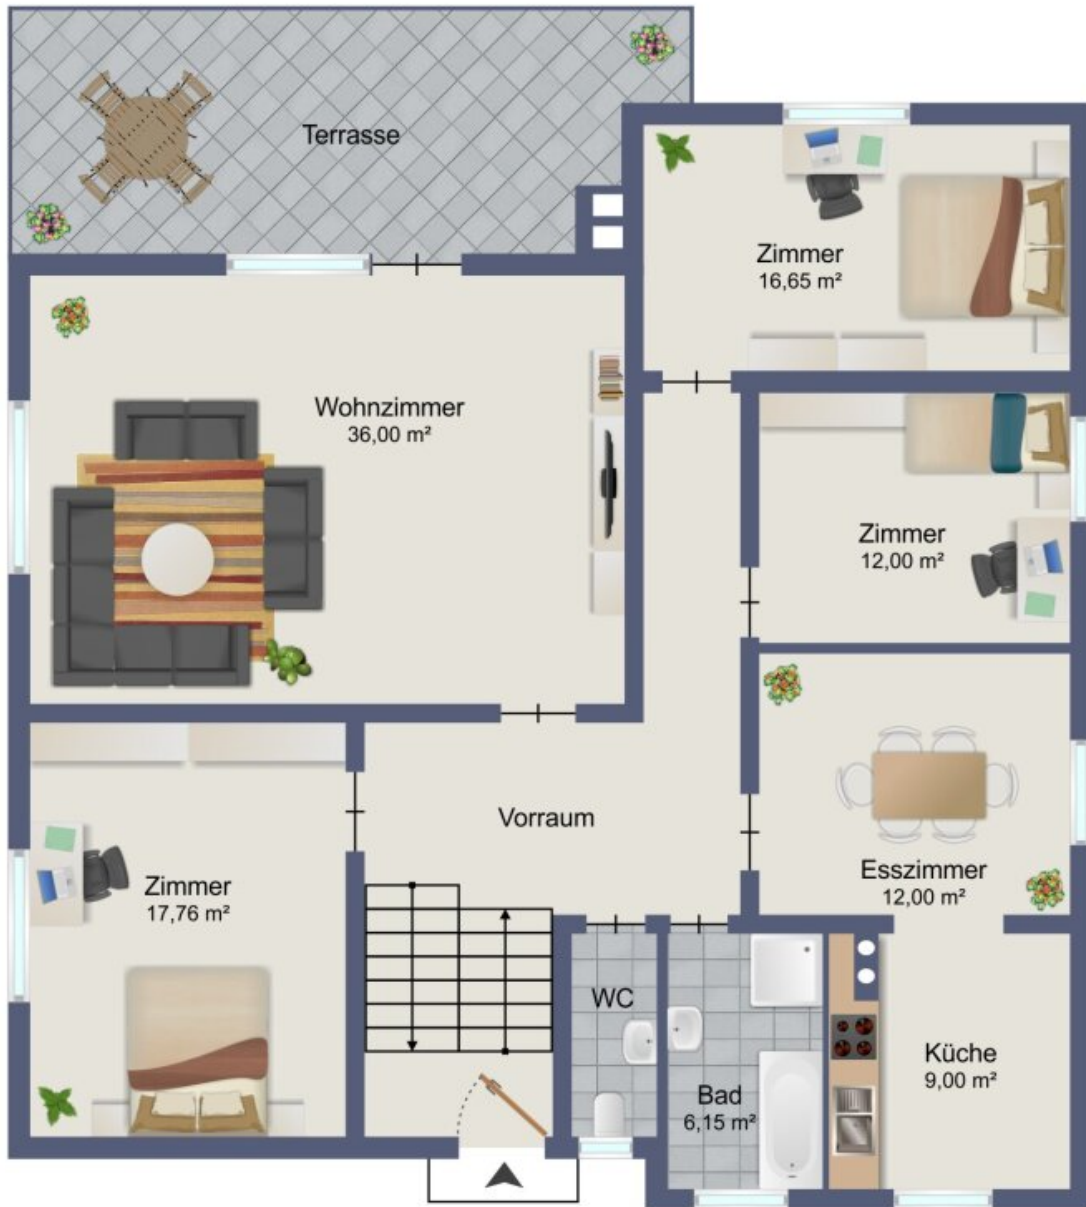 Terrasse
Zimmer
16,65 m²
Wohnzimmer
36,00 m²
Zimmer
12,00 m²
Vorraum
Esszimmer
12,00 m²
Zimmer
17,76 m²
WC
Küche
9,00 m²
Bad
6,15 m²